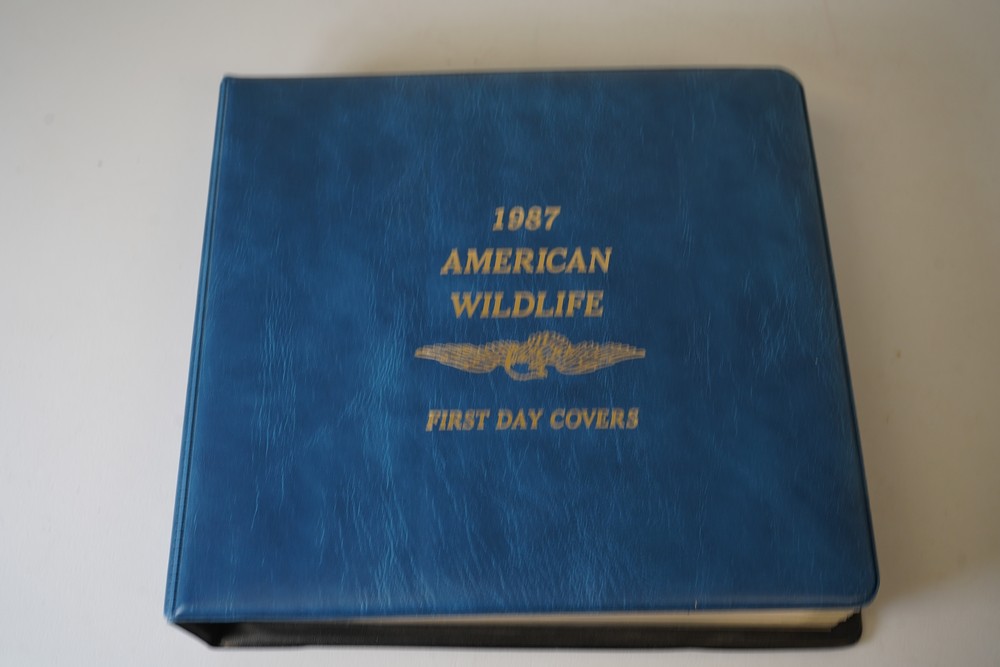 1987
AMERICAN
WILDLIFE
FIRST DAY COVERS